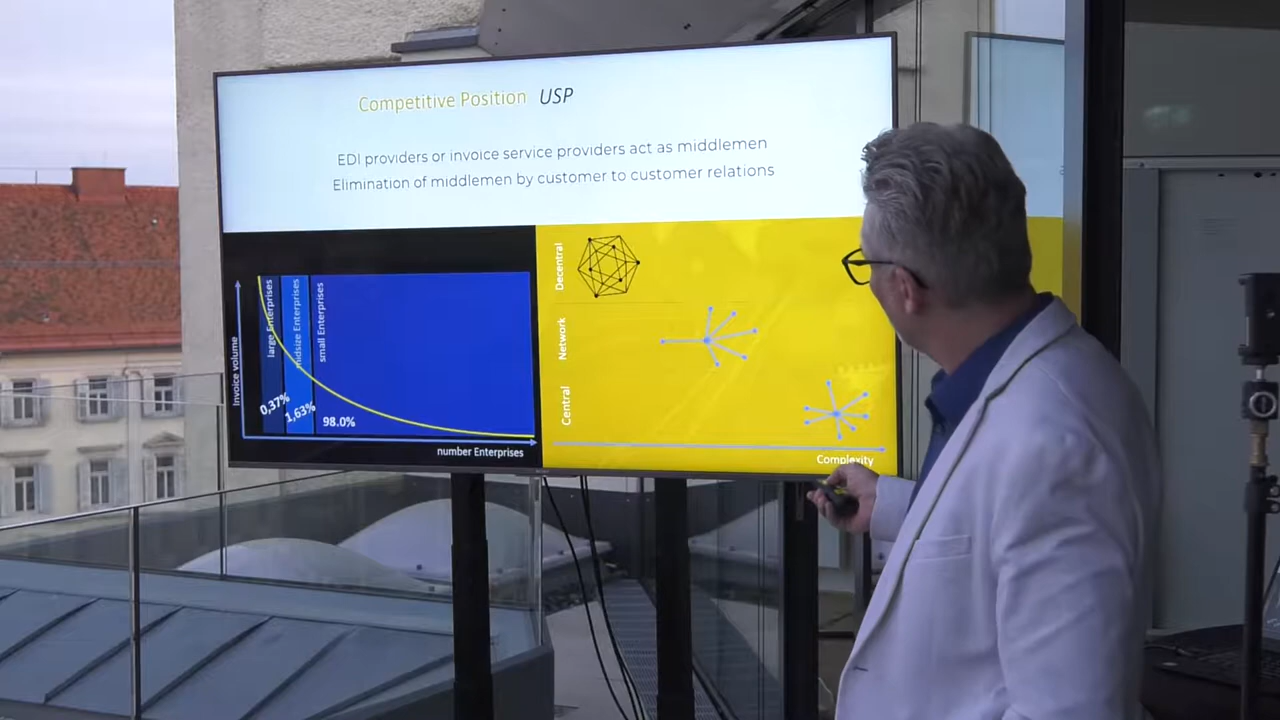 Competitive Position USP
EDI providers or invoice service providers act as middlemen
Elimination of middlemen by customer to customer relations
Invoice volume
large Enterprises
midsize Enterprises
small Enterprises
0,37%
1,63%
98.0%
number Enterprises
Decentral
Network
Central
Complexity